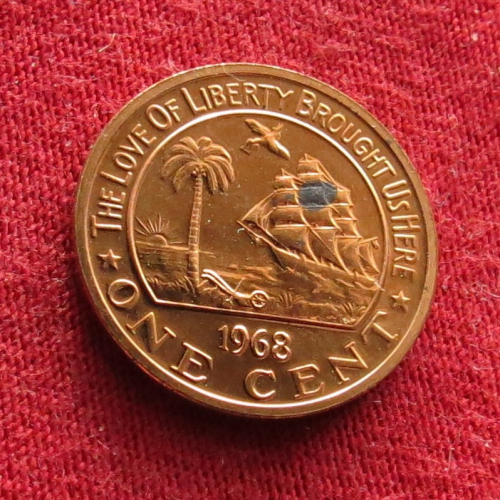 ★ THE LOVE OF LIBERTY BROUGHT US HERE ★
1968
ONE CENT